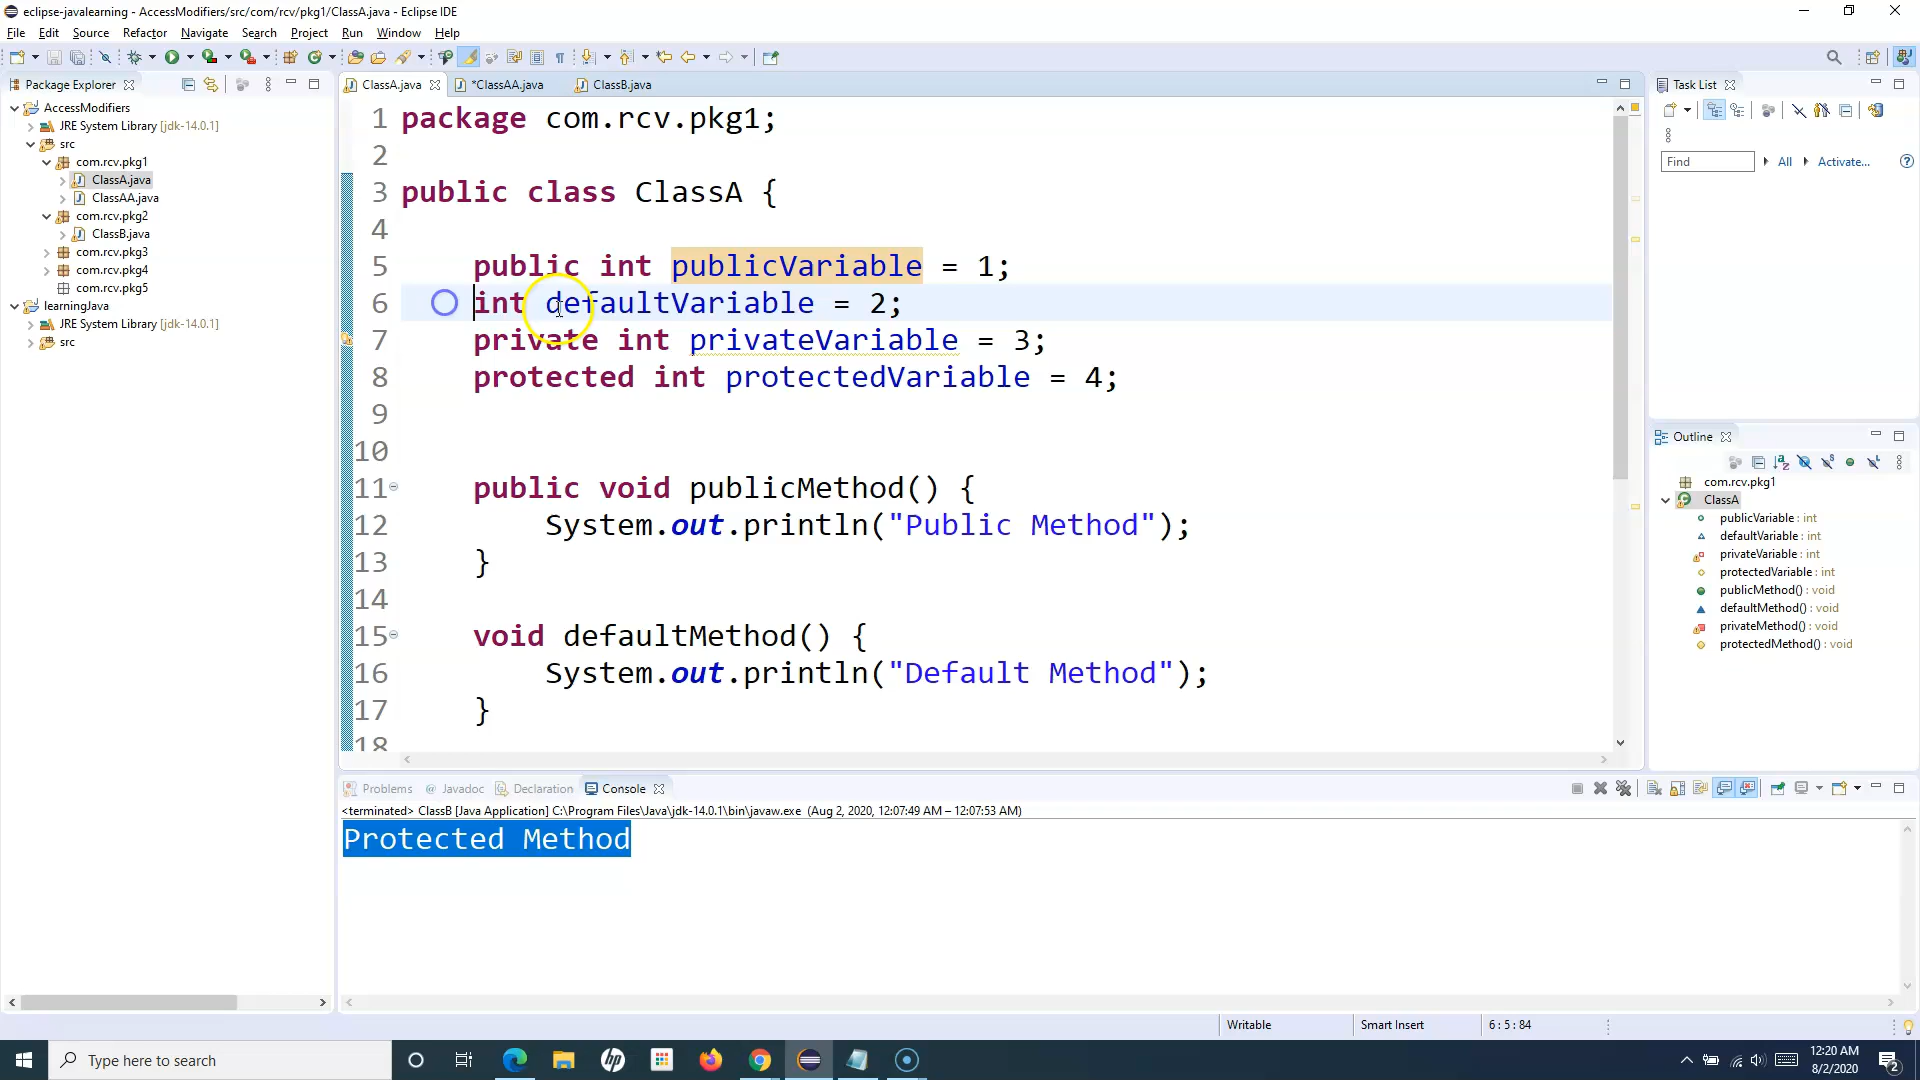 eclipse-javalearning - AccessModifiers/src/com/rcv/pkg1/ClassA.java - Eclipse IDE
File Edit Source Refactor Navigate Search Project Run Window Help
Package Explorer
AccessModifiers
JRE System Library [jdk-14.0.1]
src
com.rcv.pkg1
ClassA.java
ClassAA.java
com.rcv.pkg2
ClassB.java
com.rcv.pkg3
com.rcv.pkg4
com.rcv.pkg5
learningJava
JRE System Library [jdk-14.0.1]
src
ClassA.java *ClassAA.java ClassB.java
1 package com.rcv.pkg1;
2
3 public class ClassA {
4
5 public int publicVariable = 1;
6 int defaultVariable = 2;
7 private int privateVariable = 3;
8 protected int protectedVariable = 4;
9
10
11 public void publicMethod() {
12 System.out.println("Public Method");
13 }
14
15 void defaultMethod() {
16 System.out.println("Default Method");
17 }
18
Task List
Find All Activate...
Outline
com.rcv.pkg1
ClassA
publicVariable : int
defaultVariable : int
privateVariable : int
protectedVariable : int
publicMethod() : void
defaultMethod() : void
privateMethod() : void
protectedMethod() : void
Problems @ Javadoc Declaration Console
<terminated> ClassB [Java Application] C:\Program Files\Java\jdk-14.0.1\bin\javaw.exe (Aug 2, 2020, 12:07:49 AM – 12:07:53 AM)
Protected Method
Writable Smart Insert 6 : 5 : 84
Type here to search
hp
12:20 AM
8/2/2020
2